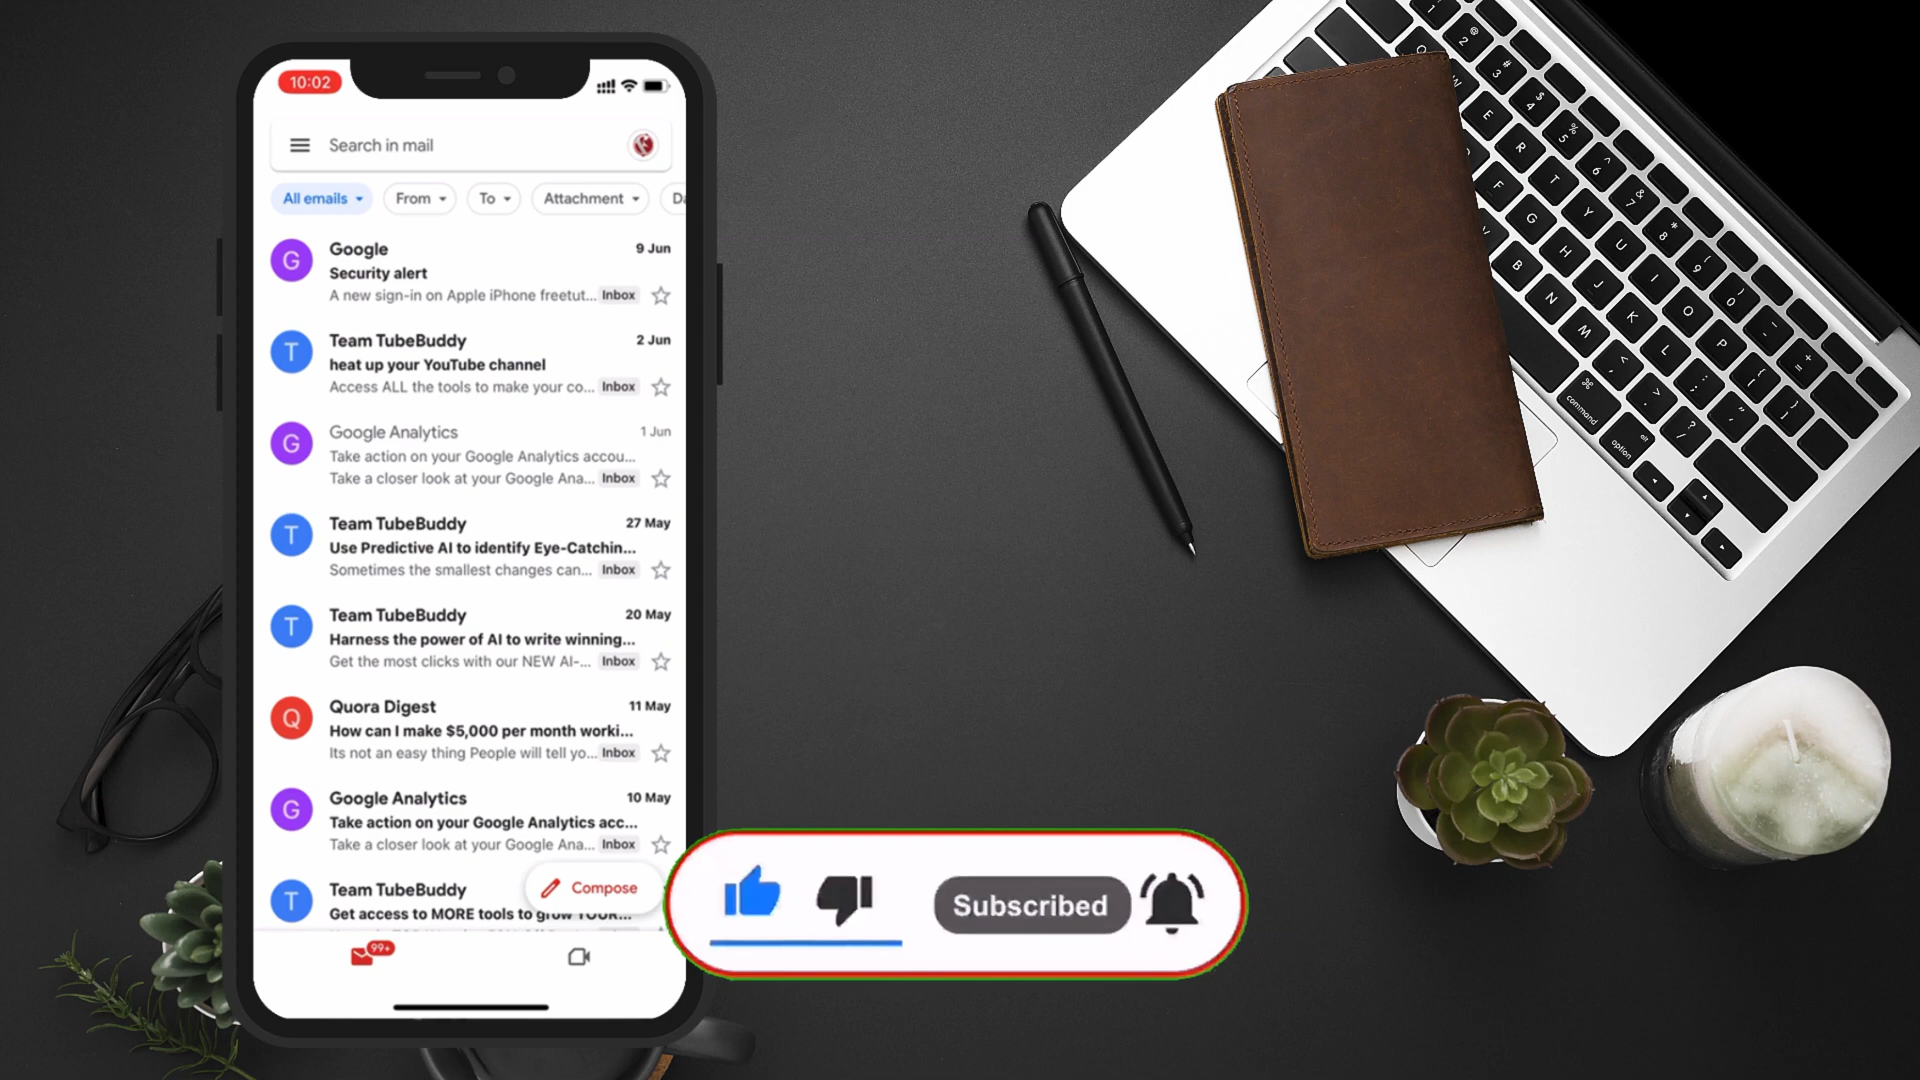 10:02
Search in mail
All emails
From
To
Attachment
Google
9 Jun
Security alert
A new sign-in on Apple iPhone freetut...
Inbox
Team TubeBuddy
2 Jun
heat up your YouTube channel
Access ALL the tools to make your co...
Inbox
Google Analytics
1 Jun
Take action on your Google Analytics accou...
Take a closer look at your Google Ana...
Inbox
Team TubeBuddy
27 May
Use Predictive AI to identify Eye-Catchin...
Sometimes the smallest changes can...
Inbox
Team TubeBuddy
20 May
Harness the power of AI to write winning...
Get the most clicks with our NEW AI-...
Inbox
Quora Digest
11 May
How can I make $5,000 per month worki...
Its not an easy thing People will tell yo...
Inbox
Google Analytics
10 May
Take action on your Google Analytics acc...
Take a closer look at your Google Ana...
Inbox
Team TubeBuddy
Get access to MORE tools to grow YOUR...
Compose
99+
Subscribed
command
option
alt